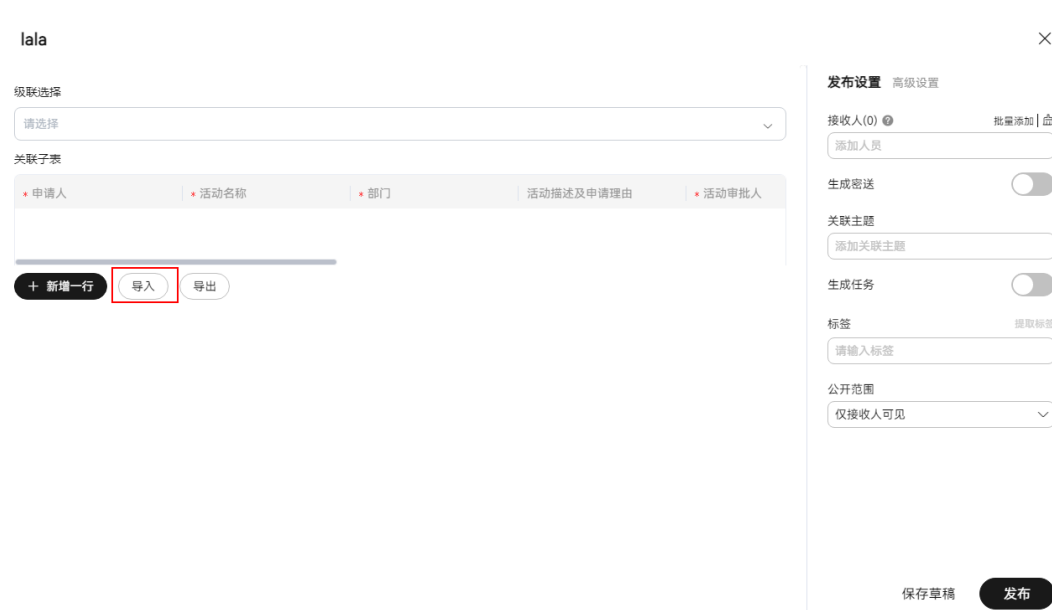 lala
级联选择
请选择
关联子表
* 申请人 * 活动名称 * 部门 活动描述及申请理由 * 活动审批人
+ 新增一行 导入 导出
发布设置 高级设置
接收人(0) 批量添加
添加人员
生成密送
关联主题
添加关联主题
生成任务
标签 提取标签
请输入标签
公开范围
仅接收人可见
保存草稿 发布